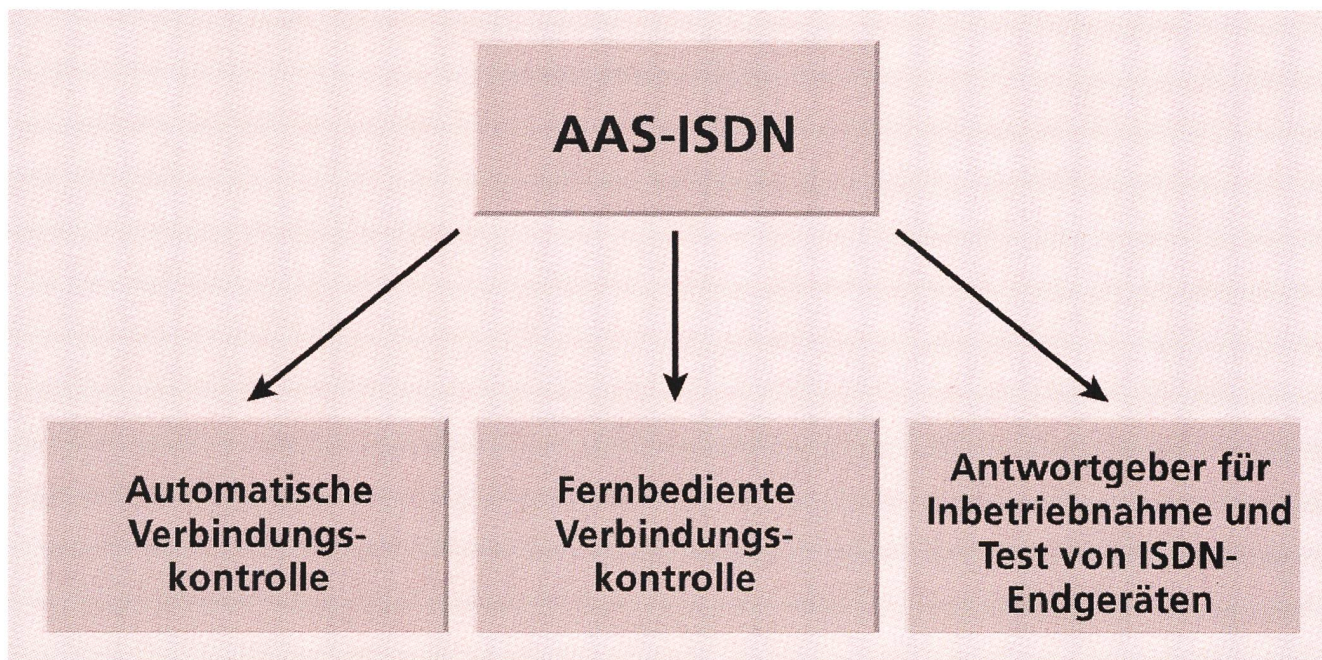 AAS-ISDN
Automatische
Verbindungs-
kontrolle
Fernbediente
Verbindungs-
kontrolle
Antwortgeber für
Inbetriebnahme und
Test von ISDN-
Endgeräten